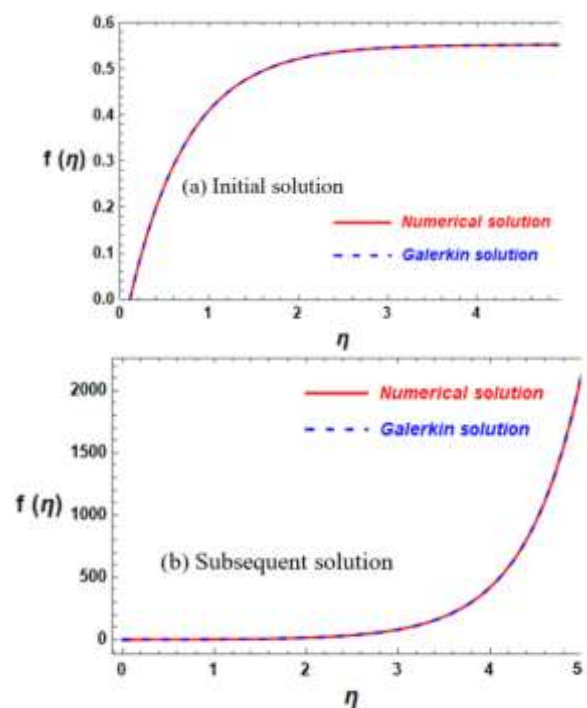 0.6
0.5
0.4
f (η)
0.3
(a) Initial solution
0.2
Numerical solution
0.1
Galerkin solution
0.0
0 1 2 3 4
η
2000
Numerical solution
1500
Galerkin solution
f (η)
1000
(b) Subsequent solution
500
0
0 1 2 3 4 5
η